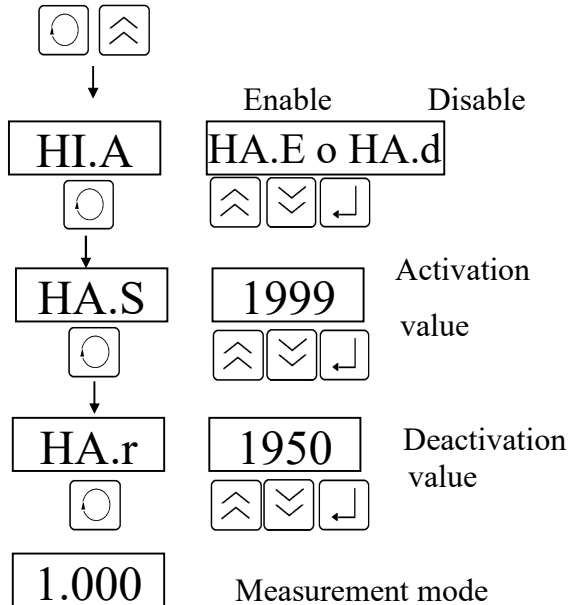 Enable Disable
HI.A HA.E o HA.d
HA.S 1999 Activation
value
HA.r 1950 Deactivation
value
1.000 Measurement mode